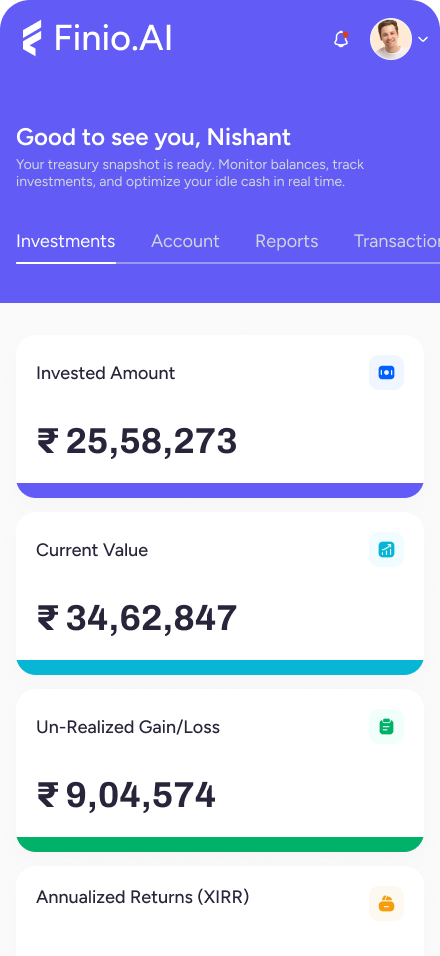 Finio.AI
Good to see you, Nishant
Your treasury snapshot is ready. Monitor balances, track
investments, and optimize your idle cash in real time.
Investments Account Reports Transaction
Invested Amount
₹ 25,58,273
Current Value
₹ 34,62,847
Un-Realized Gain/Loss
₹ 9,04,574
Annualized Returns (XIRR)